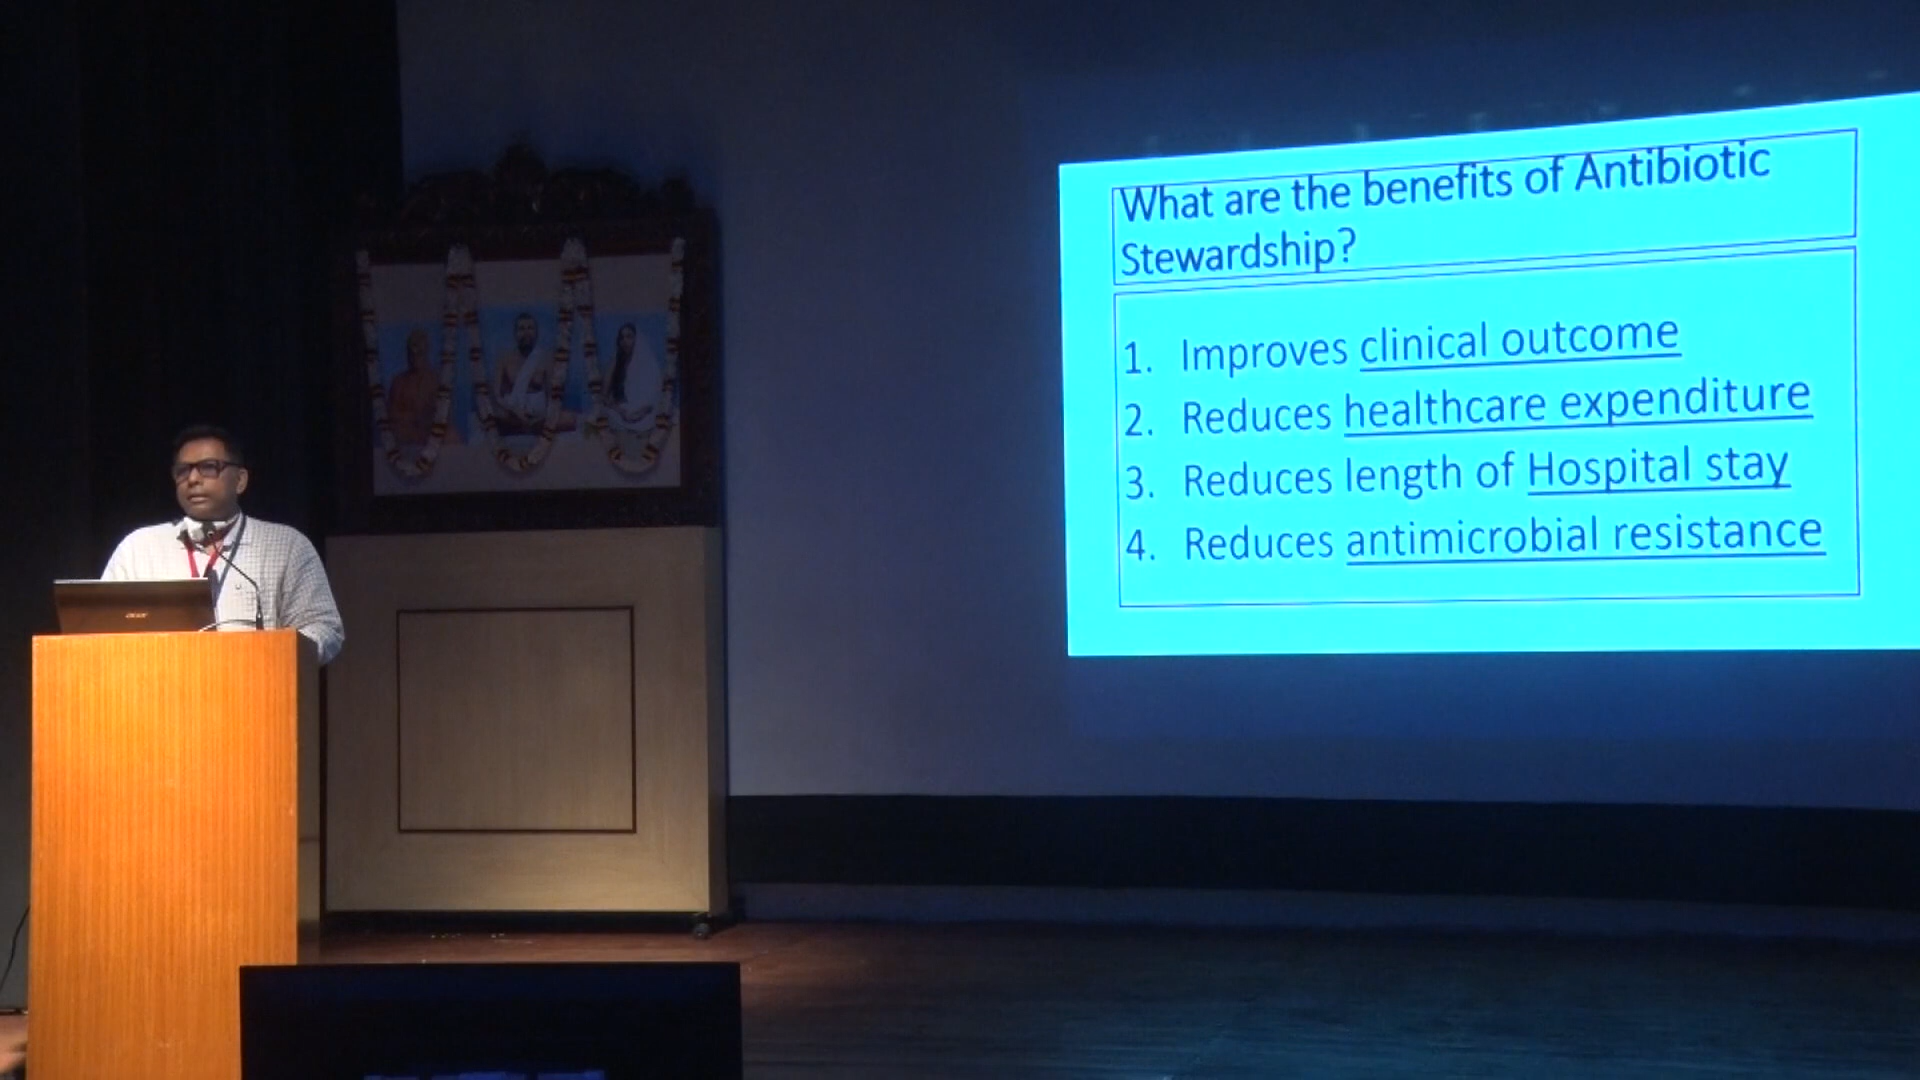 What are the benefits of Antibiotic
Stewardship?
1. Improves clinical outcome
2. Reduces healthcare expenditure
3. Reduces length of Hospital stay
4. Reduces antimicrobial resistance
acer